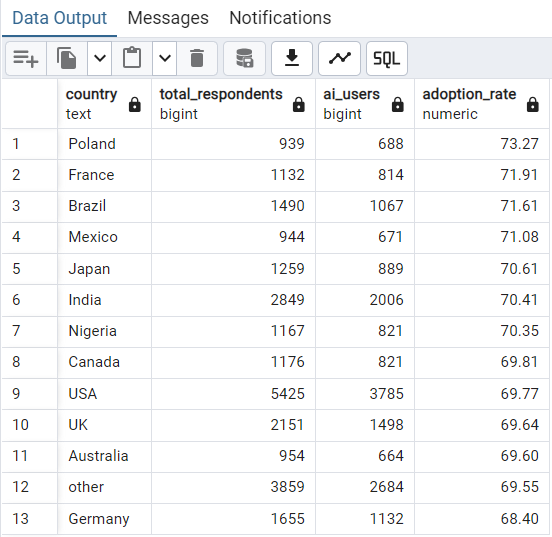 Data Output Messages Notifications
SQL
country total_respondents ai_users adoption_rate
text bigint bigint numeric
1 Poland 939 688 73.27
2 France 1132 814 71.91
3 Brazil 1490 1067 71.61
4 Mexico 944 671 71.08
5 Japan 1259 889 70.61
6 India 2849 2006 70.41
7 Nigeria 1167 821 70.35
8 Canada 1176 821 69.81
9 USA 5425 3785 69.77
10 UK 2151 1498 69.64
11 Australia 954 664 69.60
12 other 3859 2684 69.55
13 Germany 1655 1132 68.40